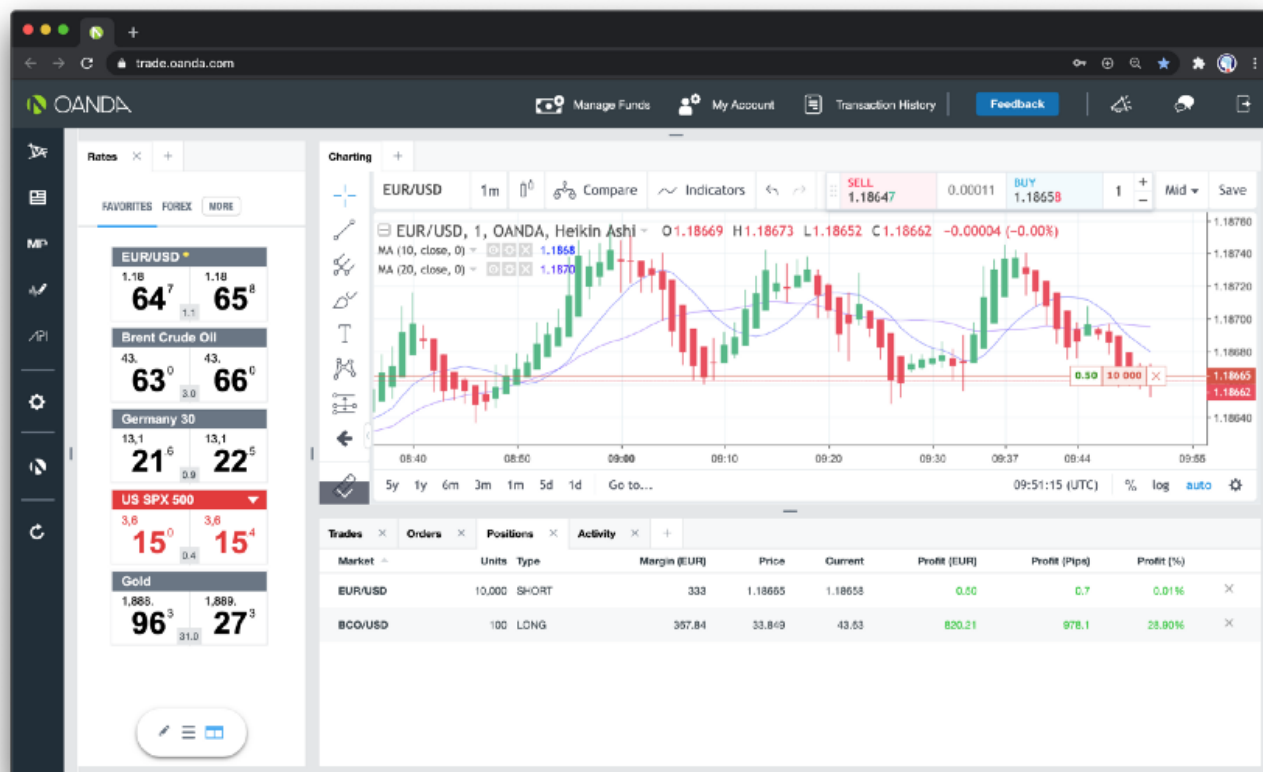 trade.oanda.com
OANDA
Manage Funds
My Account
Transaction History
Feedback
MP
API
Rates
FAVORITES FOREX MORE
EUR/USD
1.18 64 7 1.18 65 8
1.1
Brent Crude Oil
43. 63 0 43. 66 0
3.0
Germany 30
13,1 21 6 13,1 22 5
0.9
US SPX 500
3,6 15 0 3,6 15 4
0.4
Gold
1,888. 96 3 1,889. 27 3
31.0
Charting
EUR/USD 1m Compare Indicators
SELL 1.18647 0.00011 BUY 1.18658 1 Mid Save
EUR/USD, 1, OANDA, Heikin Ashi O1.18669 H1.18673 L1.18652 C1.18662 −0.00004 (−0.00%)
MA (10, close, 0) 1.1868
MA (20, close, 0) 1.1870
1.18760
1.18740
1.18720
1.18700
1.18680
0.50 10 000 1.18665
1.18662
1.18640
08:40 08:50 09:00 09:10 09:20 09:30 09:37 09:44 09:55
5y 1y 6m 3m 1m 5d 1d Go to... 09:51:15 (UTC) % log auto
Trades Orders Positions Activity
Market Units Type Margin (EUR) Price Current Profit (EUR) Profit (Pips) Profit (%)
EUR/USD 10,000 SHORT 333 1.18665 1.18658 0.50 0.7 0.01%
BCO/USD 100 LONG 367.84 33.849 43.63 820.21 978.1 28.90%